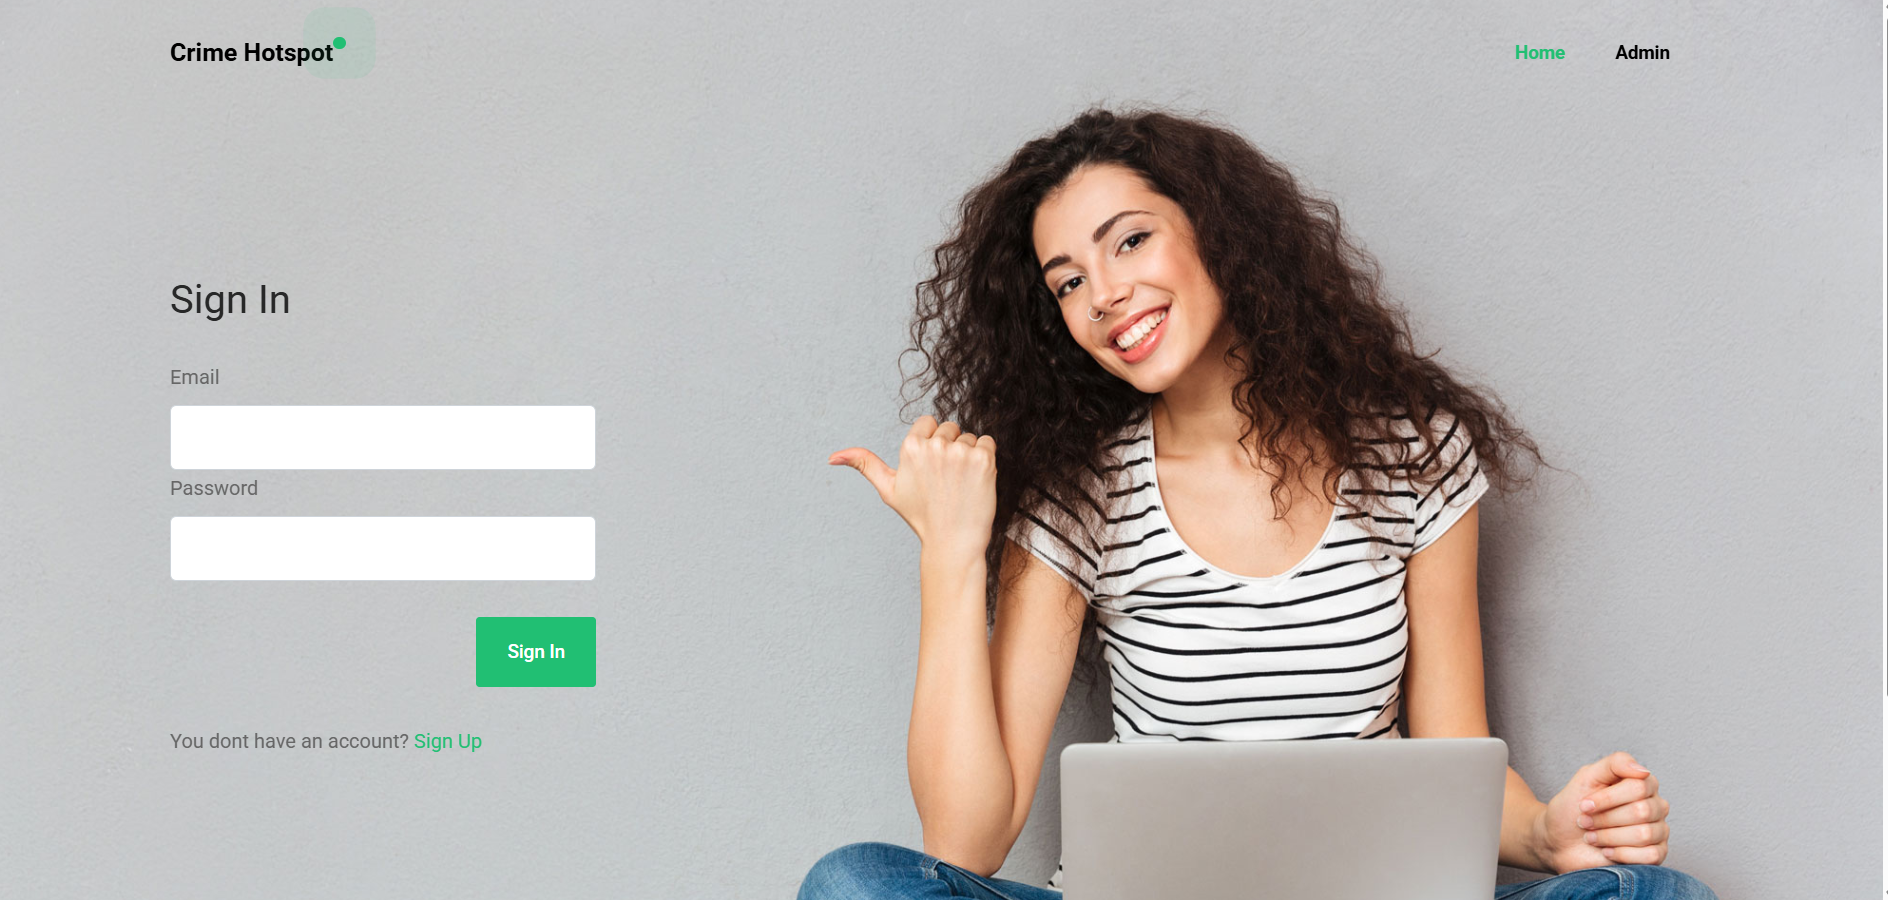 Crime Hotspot
Home
Admin
Sign In
Email
Password
Sign In
You dont have an account? Sign Up